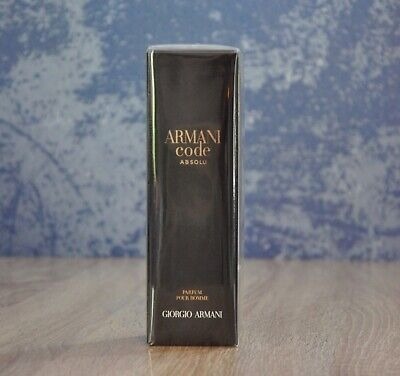 ARMANI
code
ABSOLU
PARFUM
POUR HOMME
GIORGIO ARMANI